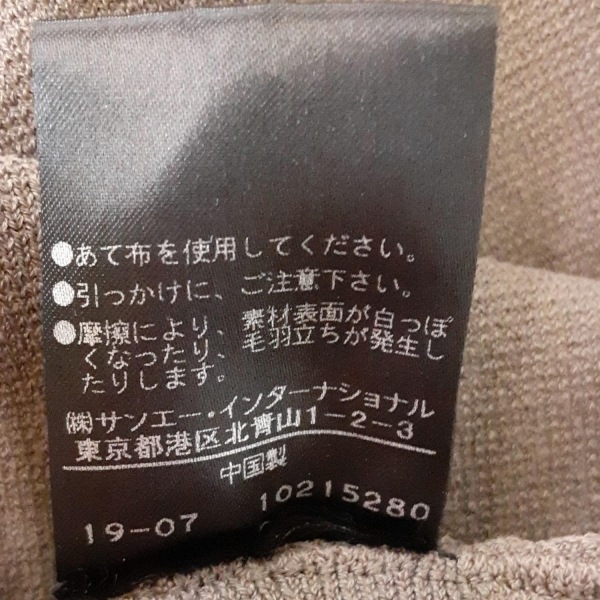 ●あて布を使用してください。
●引っかけに、ご注意下さい。
●摩擦により、素材表面が白っぽ
くなったり、毛羽立ちが発生し
たりします。
㈱サンエー・インターナショナル
東京都港区北青山1-2-3
中国製
19-07 10215280